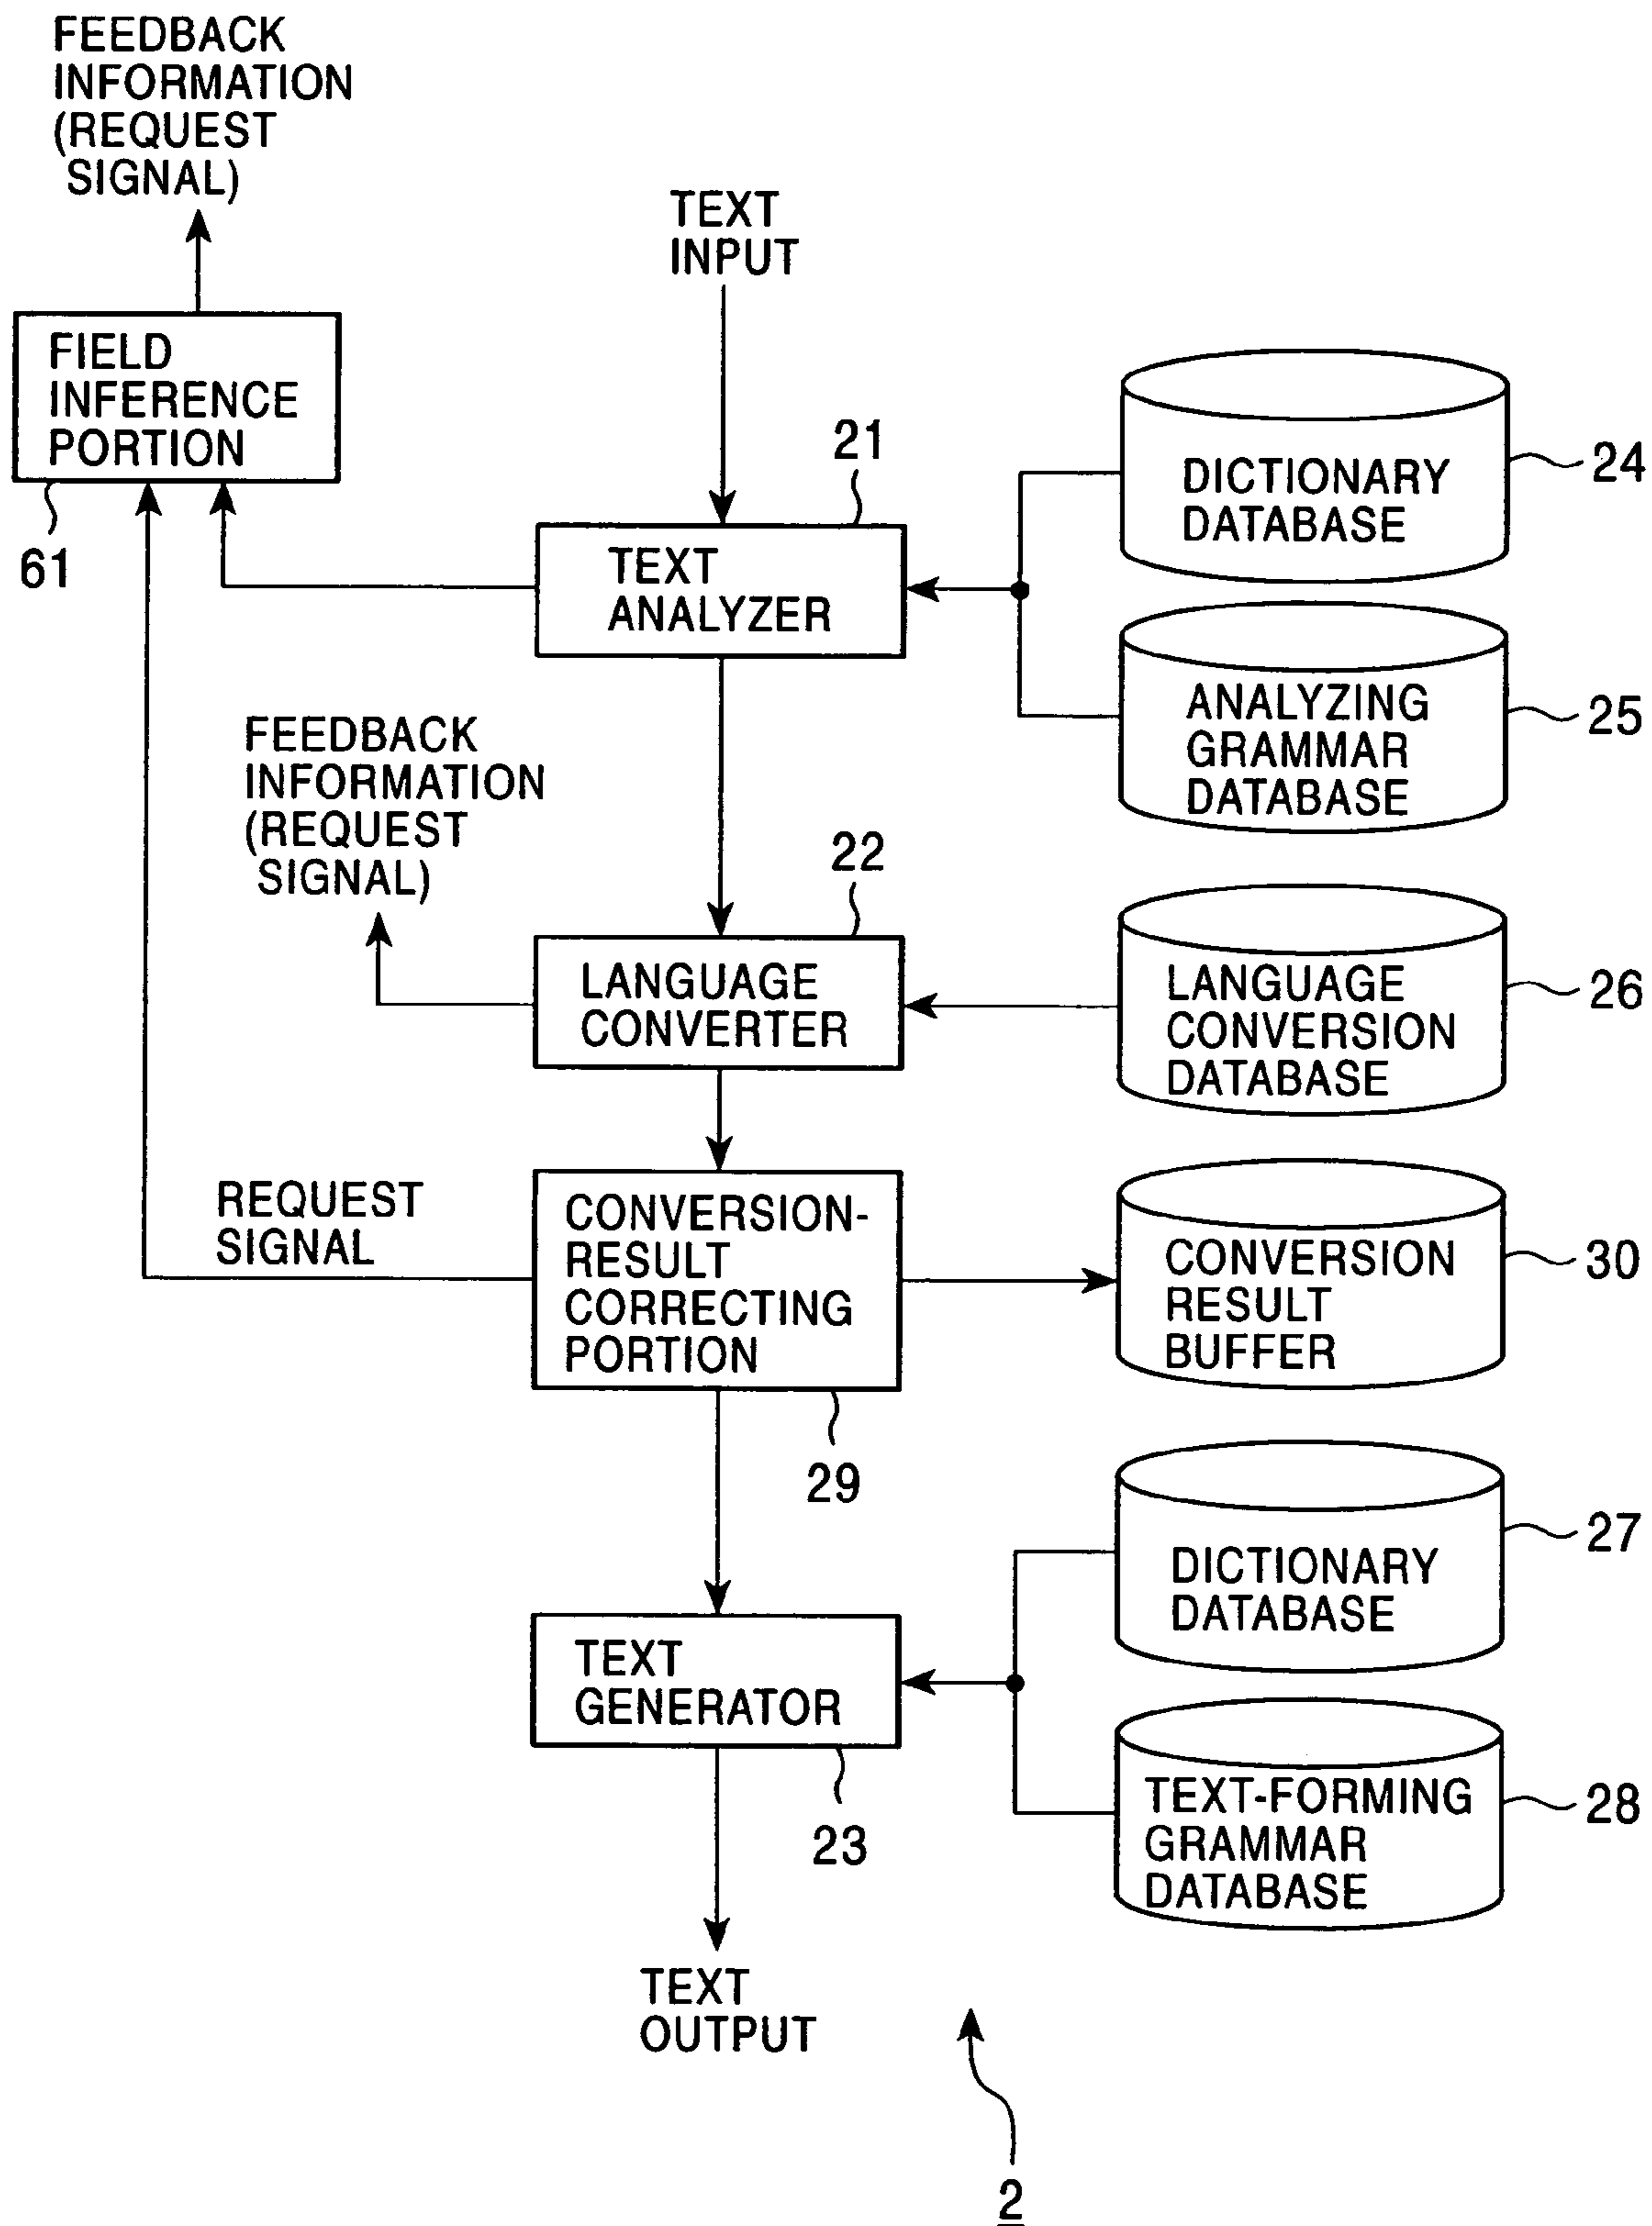 FEEDBACK
INFORMATION
(REQUEST
SIGNAL)
TEXT
INPUT
FIELD
INFERENCE
PORTION
61
21
TEXT
ANALYZER
DICTIONARY
DATABASE
24
ANALYZING
GRAMMAR
DATABASE
25
FEEDBACK
INFORMATION
(REQUEST
SIGNAL)
22
LANGUAGE
CONVERTER
LANGUAGE
CONVERSION
DATABASE
26
REQUEST
SIGNAL
CONVERSION-
RESULT
CORRECTING
PORTION
29
CONVERSION
RESULT
BUFFER
30
DICTIONARY
DATABASE
27
TEXT
GENERATOR
23
TEXT-FORMING
GRAMMAR
DATABASE
28
TEXT
OUTPUT
2